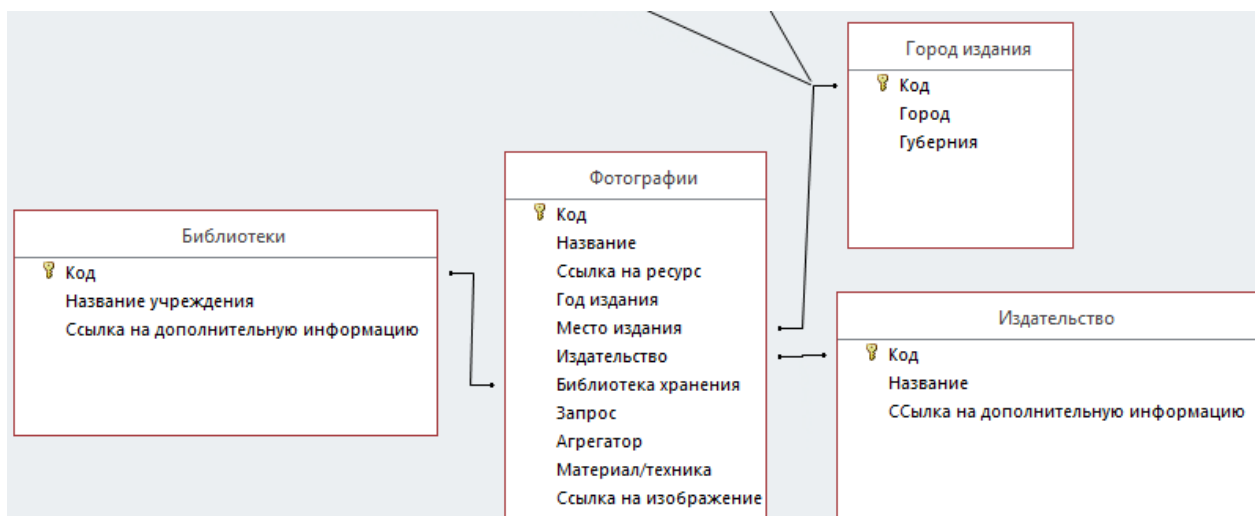 Город издания
Код
Город
Губерния
Фотографии
Код
Название
Ссылка на ресурс
Год издания
Место издания
Издательство
Библиотека хранения
Запрос
Агрегатор
Материал/техника
Ссылка на изображение
Библиотеки
Код
Название учреждения
Ссылка на дополнительную информацию
Издательство
Код
Название
ССылка на дополнительную информацию